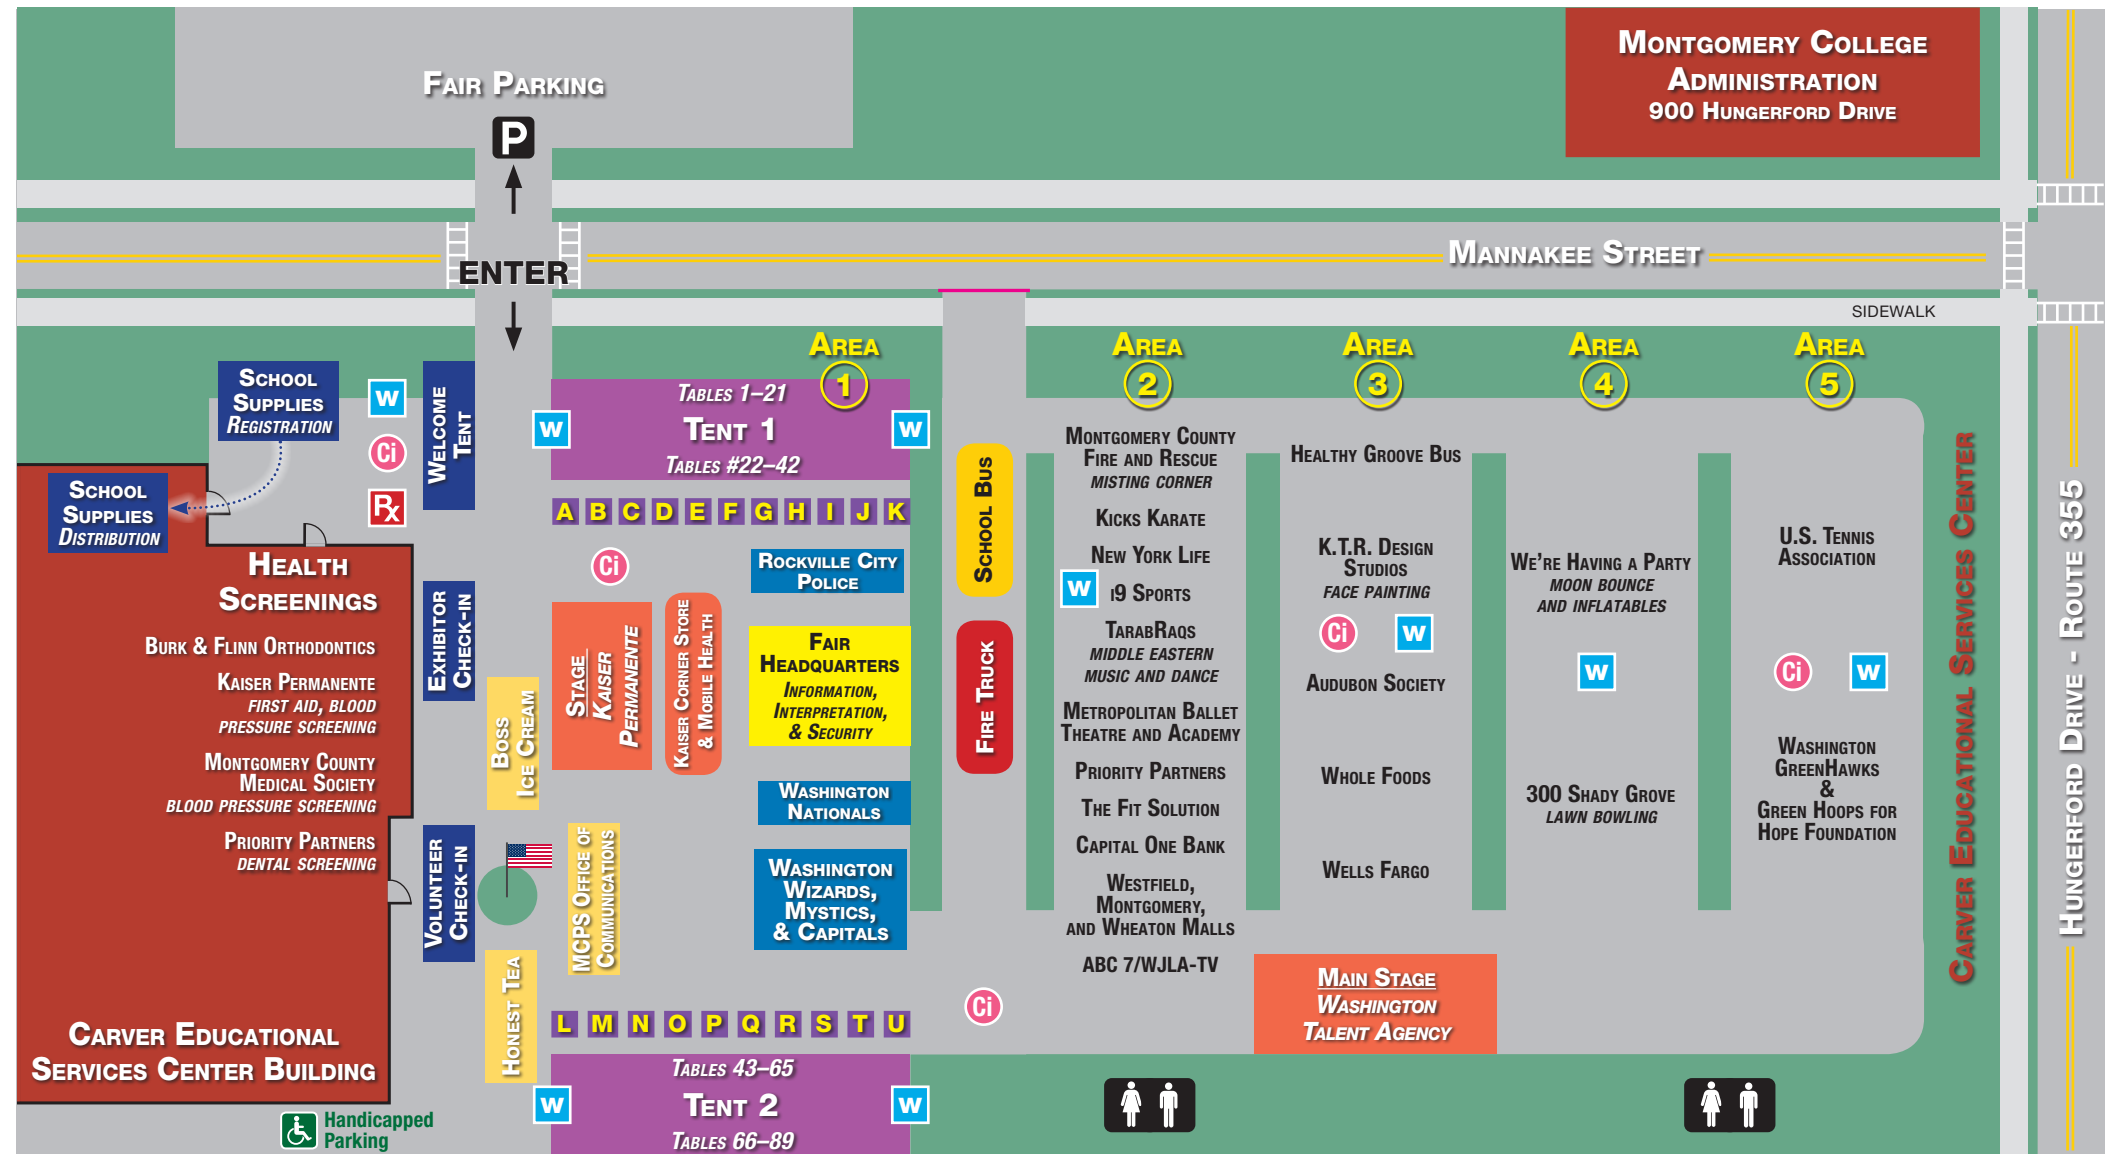 Montgomery College
Administration
900 Hungerford Drive
Fair Parking
P
Mannakee Street
ENTER
SIDEWALK
Area
1
Area
2
Area
3
Area
4
Area
5
School
Supplies
Registration
W
Ci
Rx
Welcome
Tent
School
Supplies
Distribution
Health
Screenings
Burk & Flinn Orthodontics
Kaiser Permanente
first aid, blood
pressure screening
Montgomery County
Medical Society
blood pressure screening
Priority Partners
dental screening
Carver Educational
Services Center Building
Handicapped
Parking
Exhibitor
Check-in
Volunteer
Check-in
Boss
Ice Cream
Honest Tea
MCPS Office of
Communications
W
Tables 1–21
Tent 1
Tables #22–42
W
A B C D E F G H I J K
Ci
Stage
Kaiser
Permanente
Kaiser Corner Store
& Mobile Health
Rockville City
Police
Fair
Headquarters
Information,
Interpretation,
& Security
Washington
Nationals
Washington
Wizards,
Mystics,
& Capitals
L M N O P Q R S T U
W
Tables 43–65
Tent 2
Tables 66–89
W
School Bus
Fire Truck
Ci
Montgomery County
Fire and Rescue
misting corner
Kicks Karate
New York Life
W
i9 Sports
TarabRaqs
middle eastern
music and dance
Metropolitan Ballet
Theatre and Academy
Priority Partners
The Fit Solution
Capital One Bank
Westfield,
Montgomery,
and Wheaton Malls
ABC 7/WJLA-TV
Healthy Groove Bus
K.T.R. Design
Studios
face painting
Ci
W
Audubon Society
Whole Foods
Wells Fargo
Main Stage
Washington
Talent Agency
We're Having a Party
moon bounce
and inflatables
W
300 Shady Grove
lawn bowling
U.S. Tennis
Association
Ci
W
Washington
GreenHawks
&
Green Hoops for
Hope Foundation
Carver Educational Services Center
Hungerford Drive - Route 355